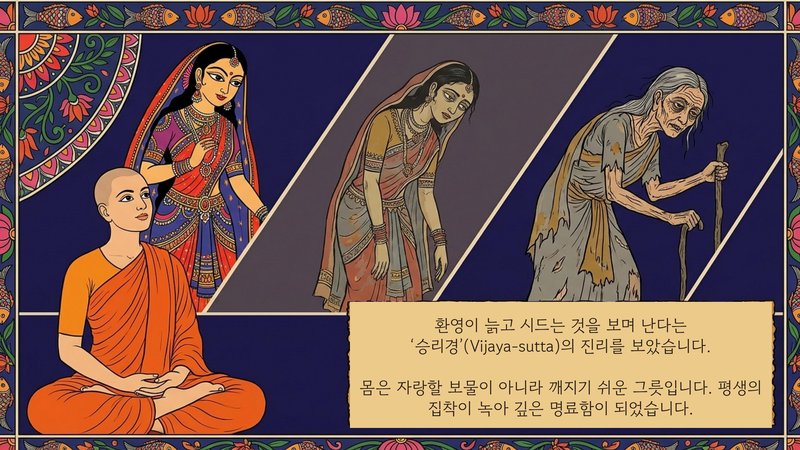 환영이 늙고 시드는 것을 보며 난다는
‘승리경’(Vijaya-sutta)의 진리를 보았습니다.
몸은 자랑할 보물이 아니라 깨지기 쉬운 그릇입니다. 평생의
집착이 녹아 깊은 명료함이 되었습니다.